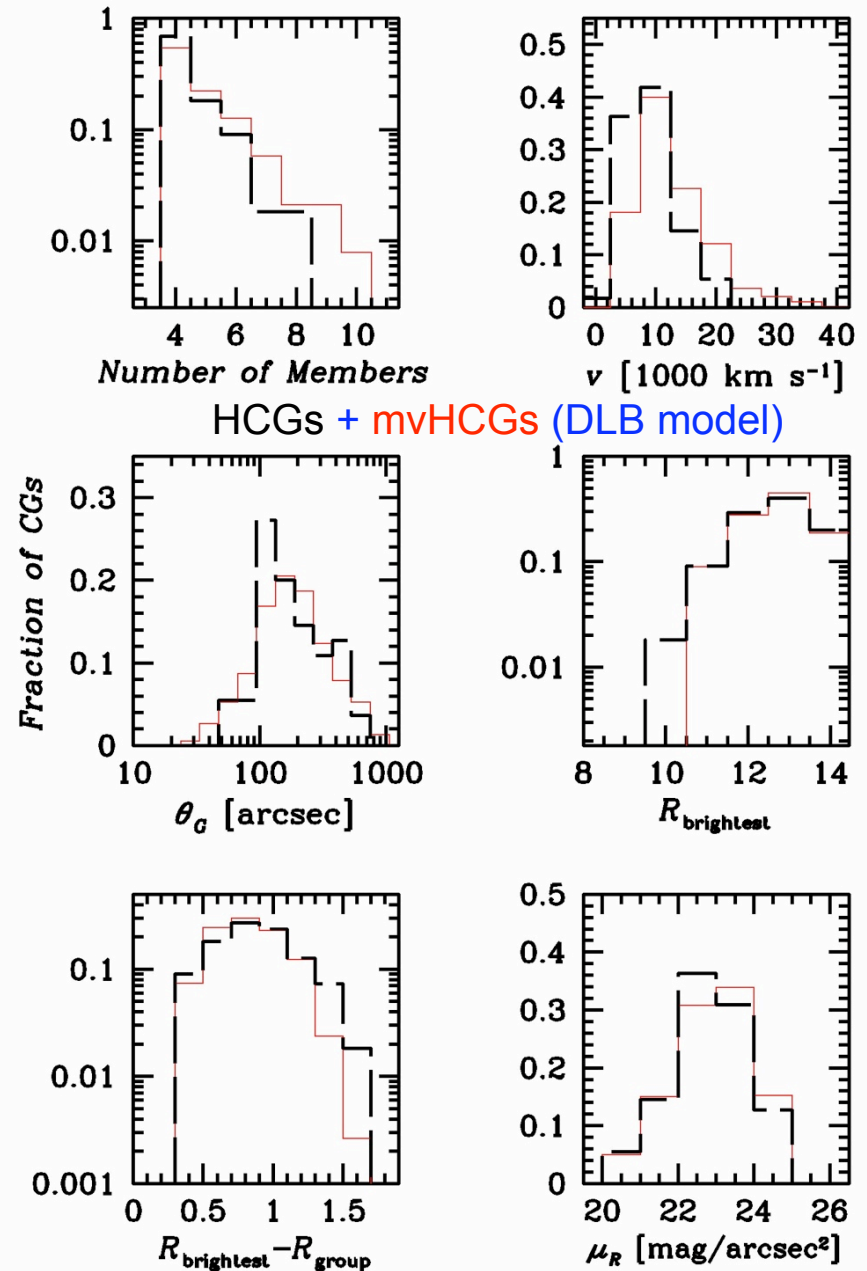 1
0.1
0.01
4 6 8 10
Number of Members
0.5
0.4
0.3
0.2
0.1
0
0 10 20 30 40
v [1000 km s⁻¹]
HCGs + mvHCGs (DLB model)
Fraction of CGs
0.3
0.2
0.1
0
10 100 1000
θ_G [arcsec]
1
0.1
0.01
8 10 12 14
R_brightest
0.1
0.01
0.001
0 0.5 1 1.5
R_brightest−R_group
0.5
0.4
0.3
0.2
0.1
0
20 22 24 26
μ_R [mag/arcsec²]